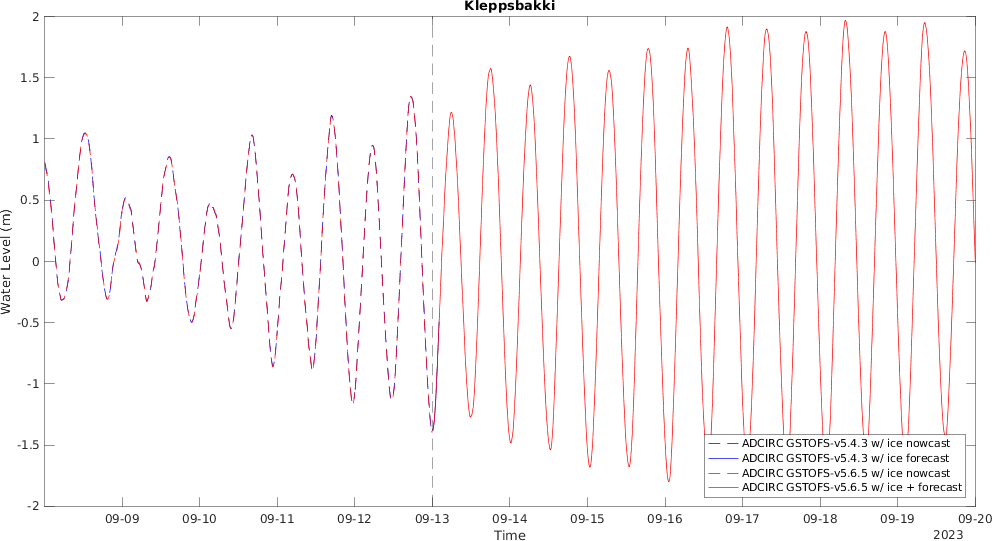 Kleppsbakki
2
1.5
1
0.5
0
-0.5
-1
-1.5
-2
Water Level (m)
ADCIRC GSTOFS-v5.4.3 w/ ice nowcast
ADCIRC GSTOFS-v5.4.3 w/ ice forecast
ADCIRC GSTOFS-v5.6.5 w/ ice nowcast
ADCIRC GSTOFS-v5.6.5 w/ ice + forecast
09-09 09-10 09-11 09-12 09-13 09-14 09-15 09-16 09-17 09-18 09-19 09-20
Time
2023